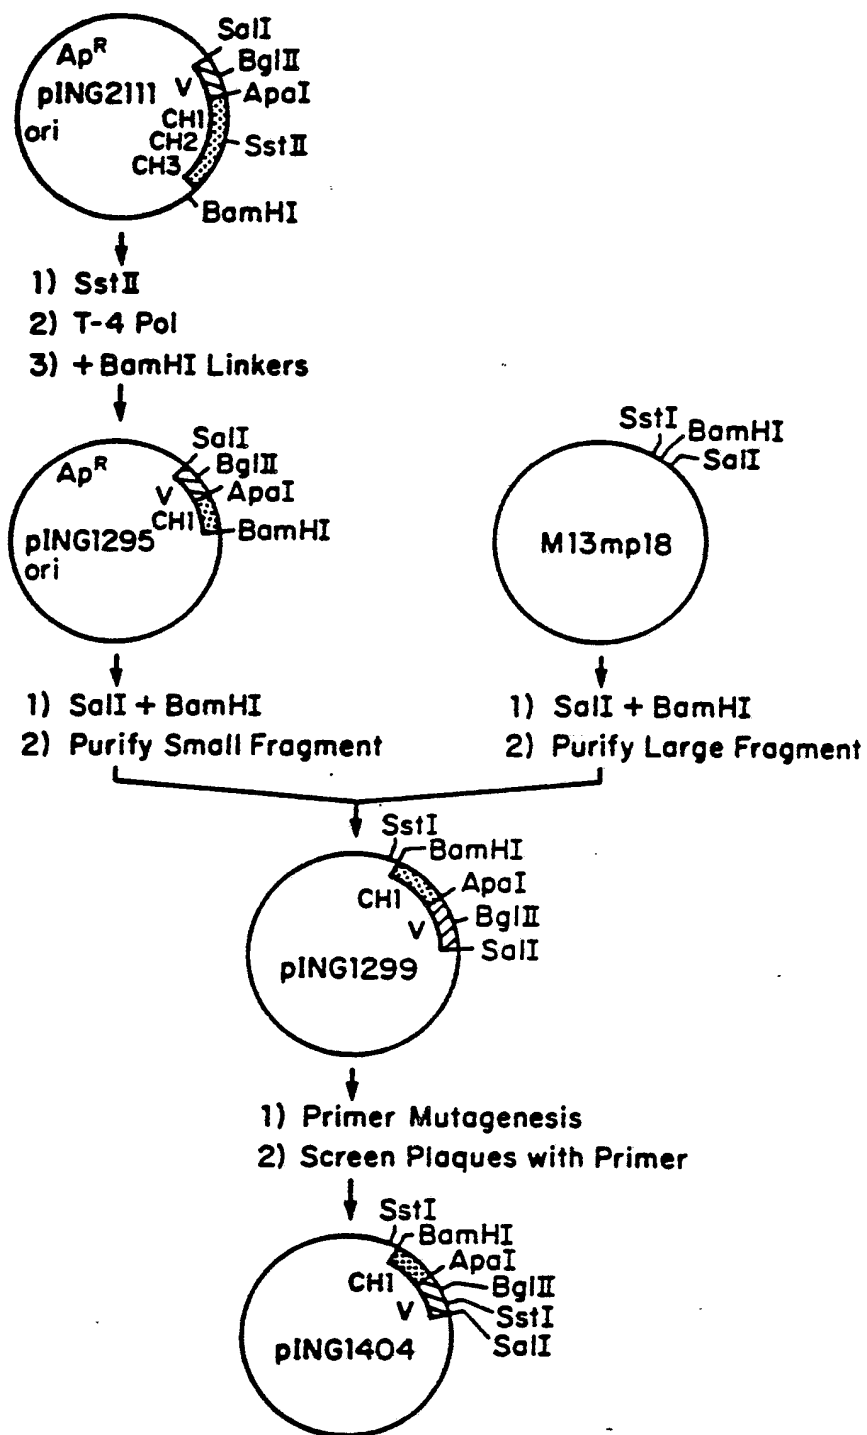 SalI
Ap^R
BglII
pING2111
V
ApaI
CH1
ori
CH2
SstII
CH3
BamHI
1) SstII
2) T-4 Pol
3) + BamHI Linkers
SalI
Ap^R
BglII
V
ApaI
CH1
BamHI
pING1295
ori
SstI
BamHI
SalI
M13mp18
1) SalI + BamHI
2) Purify Small Fragment
1) SalI + BamHI
2) Purify Large Fragment
SstI
BamHI
ApaI
CH1
BglII
V
SalI
pING1299
1) Primer Mutagenesis
2) Screen Plaques with Primer
SstI
BamHI
ApaI
CH1
BglII
V
SstI
SalI
pING1404